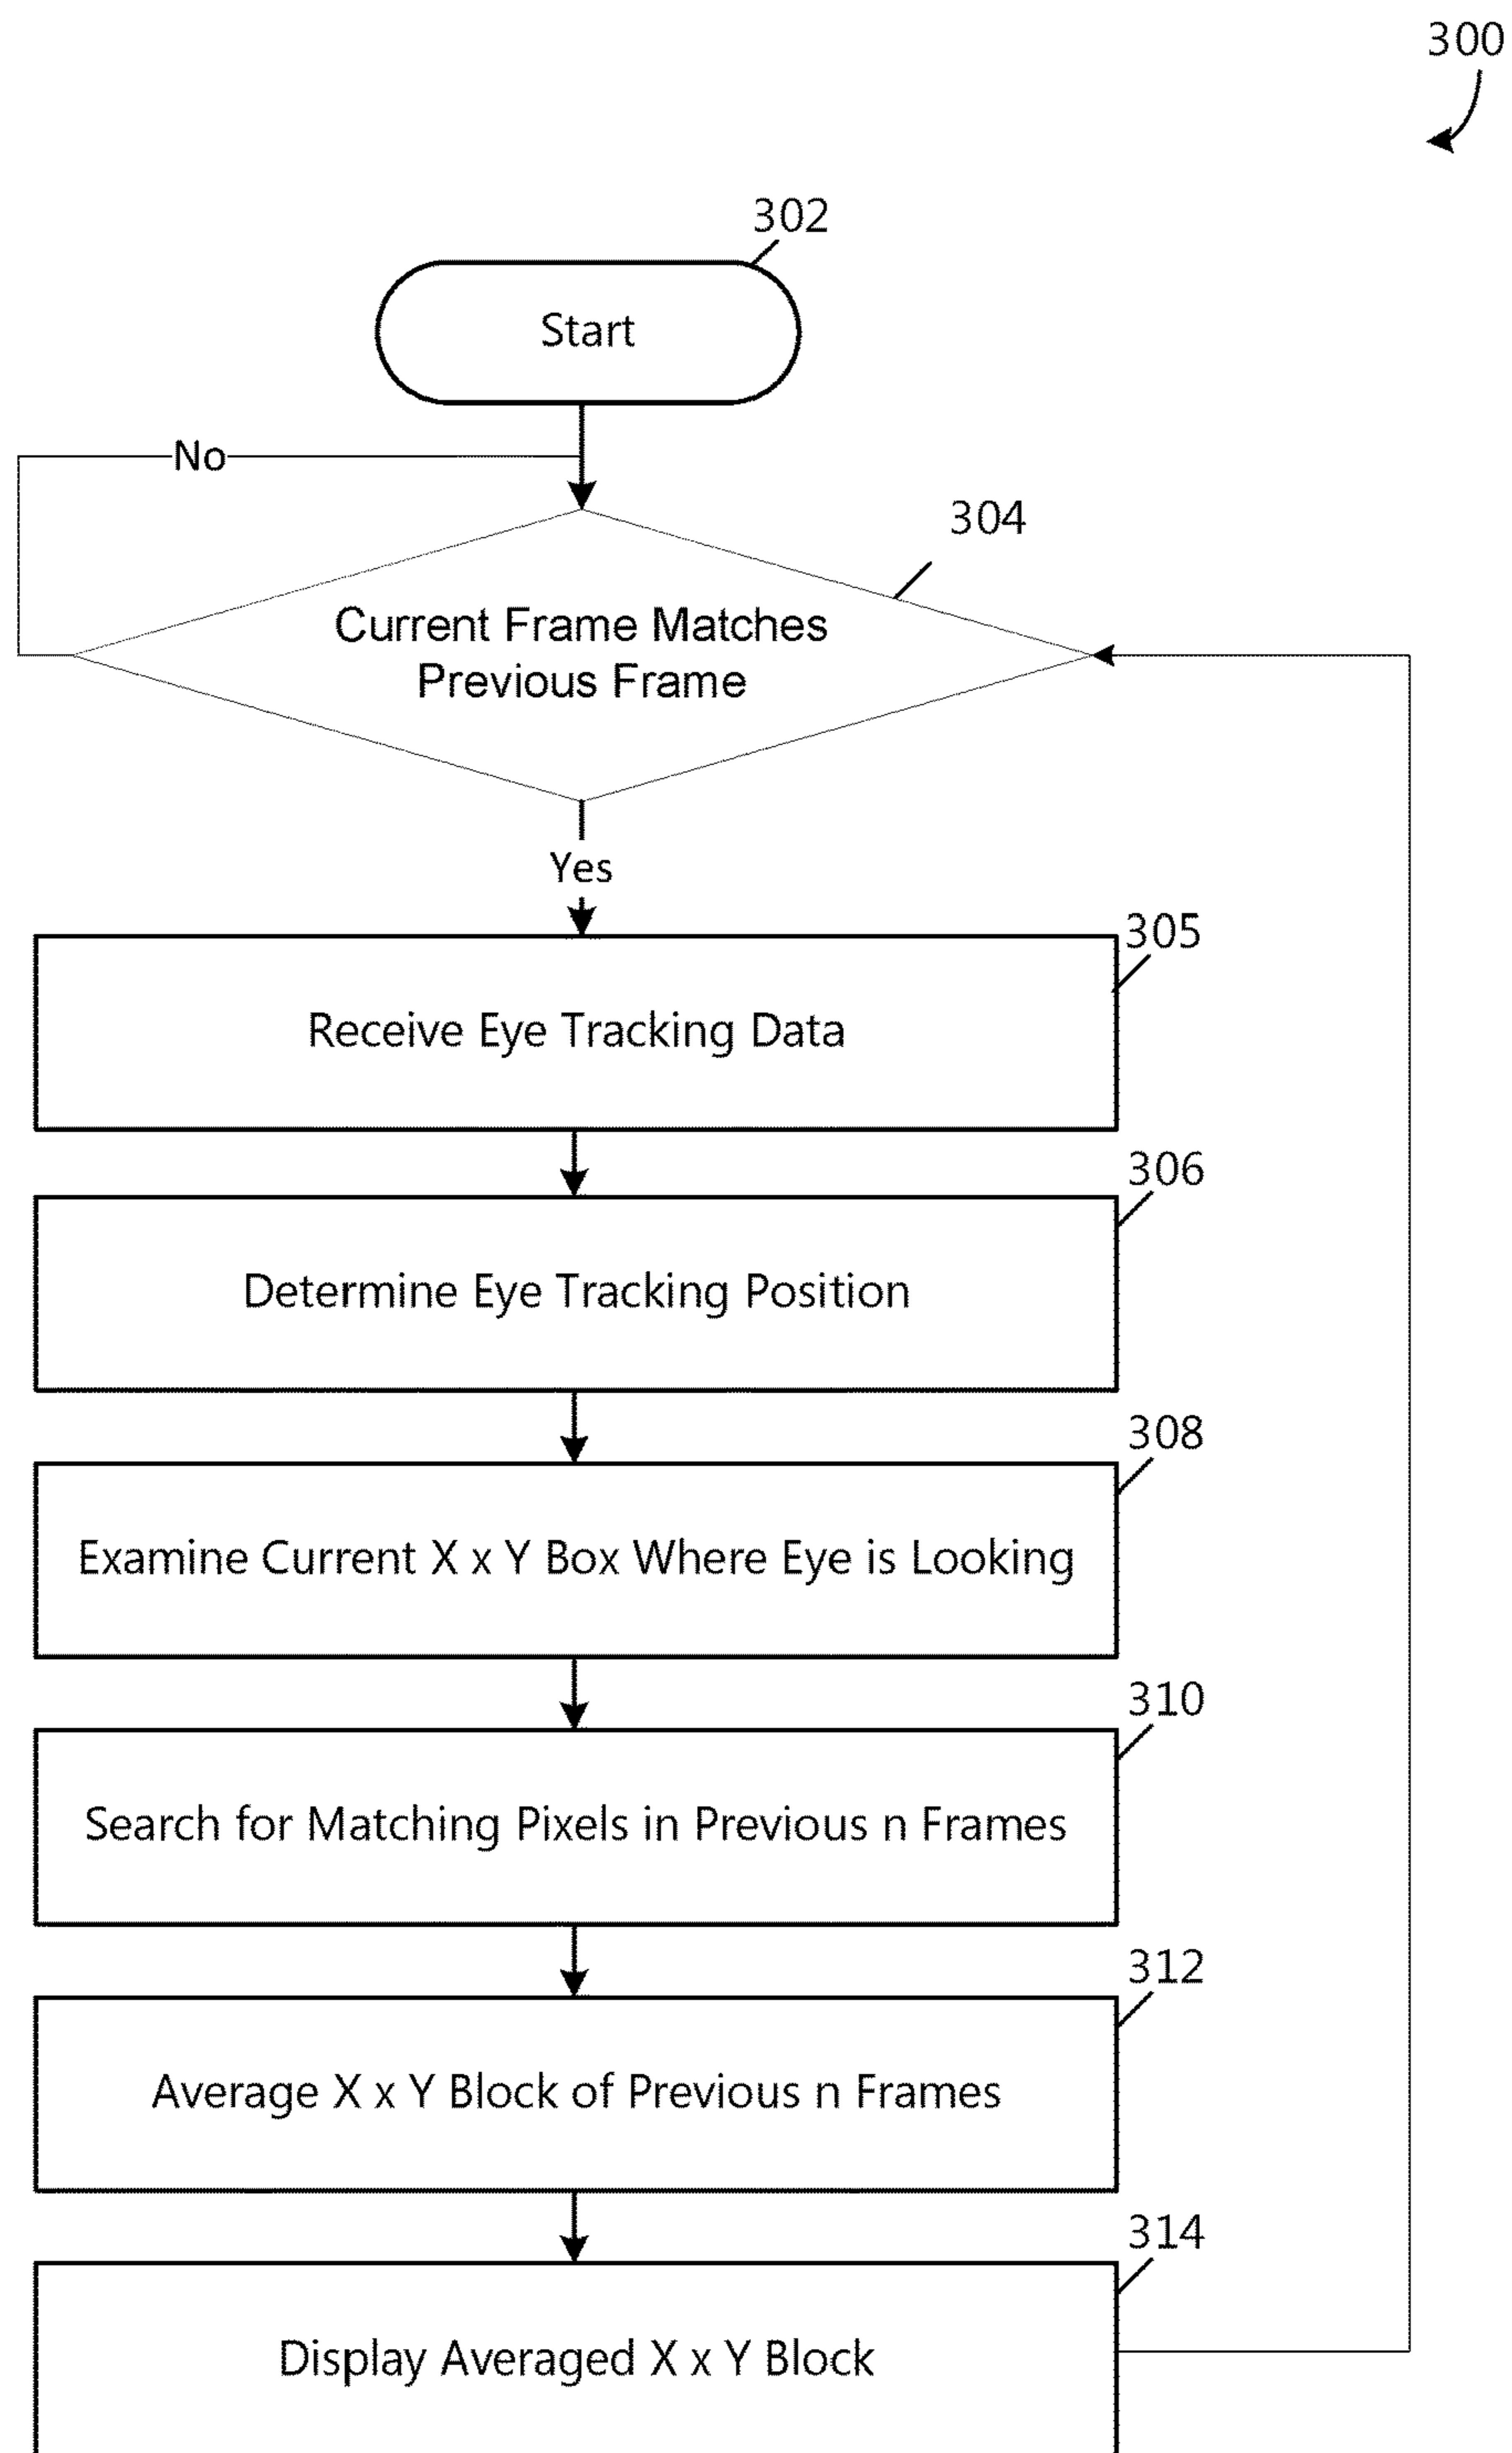 300
302
Start
No
304
Current Frame Matches
Previous Frame
Yes
305
Receive Eye Tracking Data
306
Determine Eye Tracking Position
308
Examine Current X x Y Box Where Eye is Looking
310
Search for Matching Pixels in Previous n Frames
312
Average X x Y Block of Previous n Frames
314
Display Averaged X x Y Block